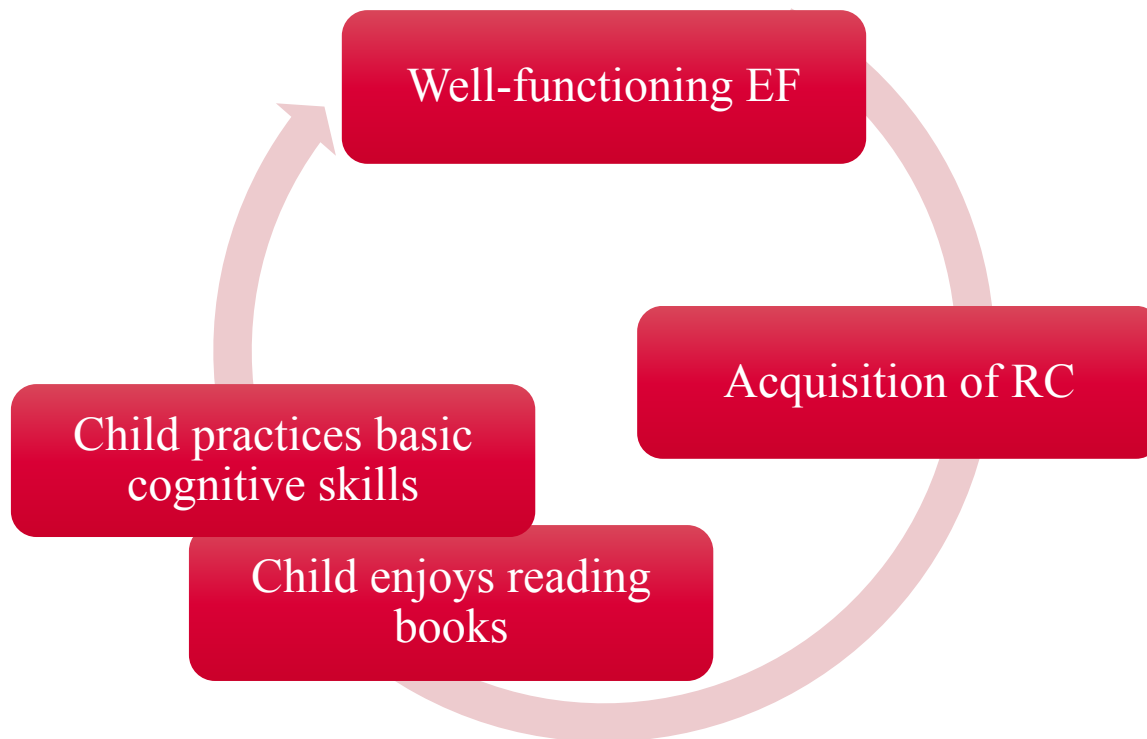 Well-functioning EF
Acquisition of RC
Child practices basic
cognitive skills
Child enjoys reading
books